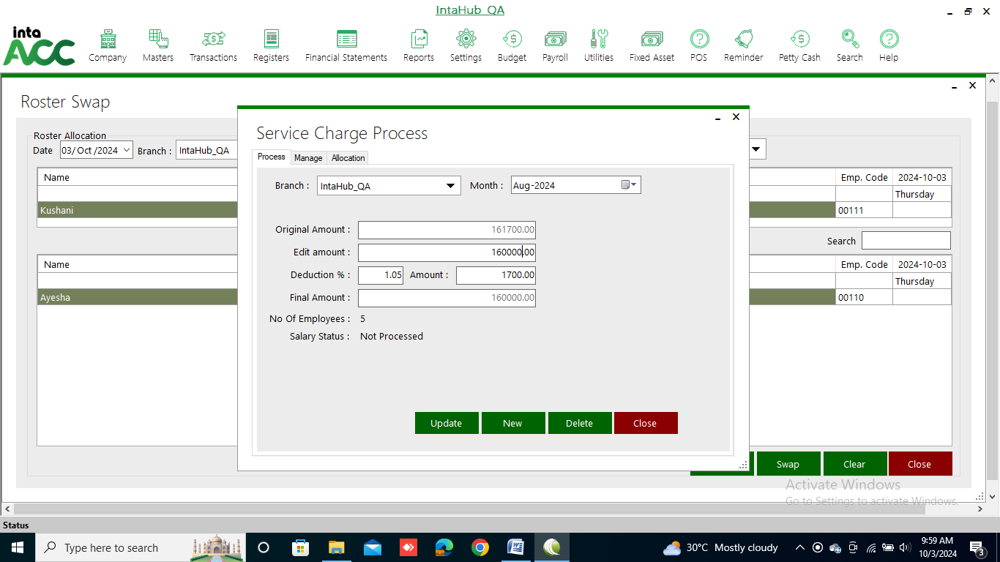 IntaHub_QA
inta
ACC
Company Masters Transactions Registers Financial Statements Reports Settings Budget Payroll Utilities Fixed Asset POS Reminder Petty Cash Search Help
Roster Swap
Roster Allocation
Date 03/ Oct /2024 Branch : IntaHub_QA
Name
Emp. Code 2024-10-03
Thursday
Kushani
00111
Search
Name
Emp. Code 2024-10-03
Thursday
Ayesha
00110
Service Charge Process
Process Manage Allocation
Branch : IntaHub_QA Month : Aug-2024
Original Amount : 161700.00
Edit amount : 160000.00
Deduction % : 1.05 Amount : 1700.00
Final Amount : 160000.00
No Of Employees : 5
Salary Status : Not Processed
Update New Delete Close
Swap Clear Close
Activate Windows
Go to Settings to activate Windows.
Status
Type here to search
30°C Mostly cloudy
9:59 AM
10/3/2024
3